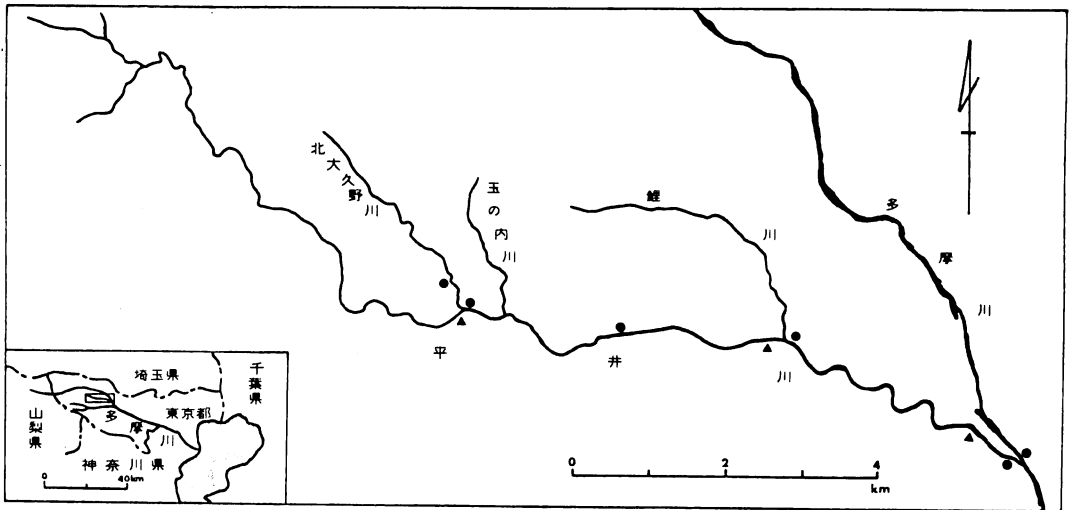 北大久野川
玉の内川
鯉川
多摩川
平井川
0 2 4
km
埼玉県
千葉県
山梨県
東京都
多摩川
神奈川県
0 40km